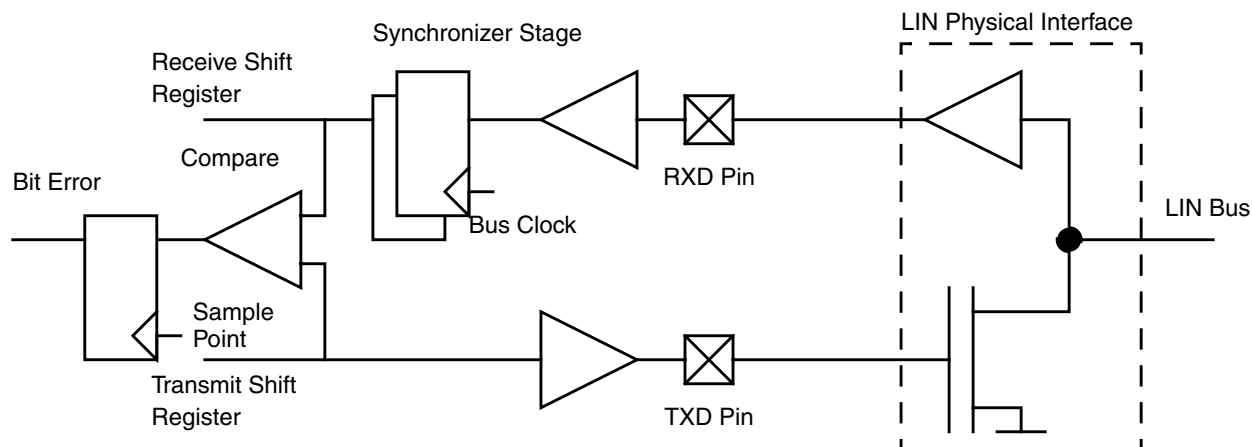 LIN Physical Interface
Synchronizer Stage
Receive Shift
Register
Compare
RXD Pin
Bit Error
LIN Bus
Bus Clock
Sample
Point
Transmit Shift
Register
TXD Pin